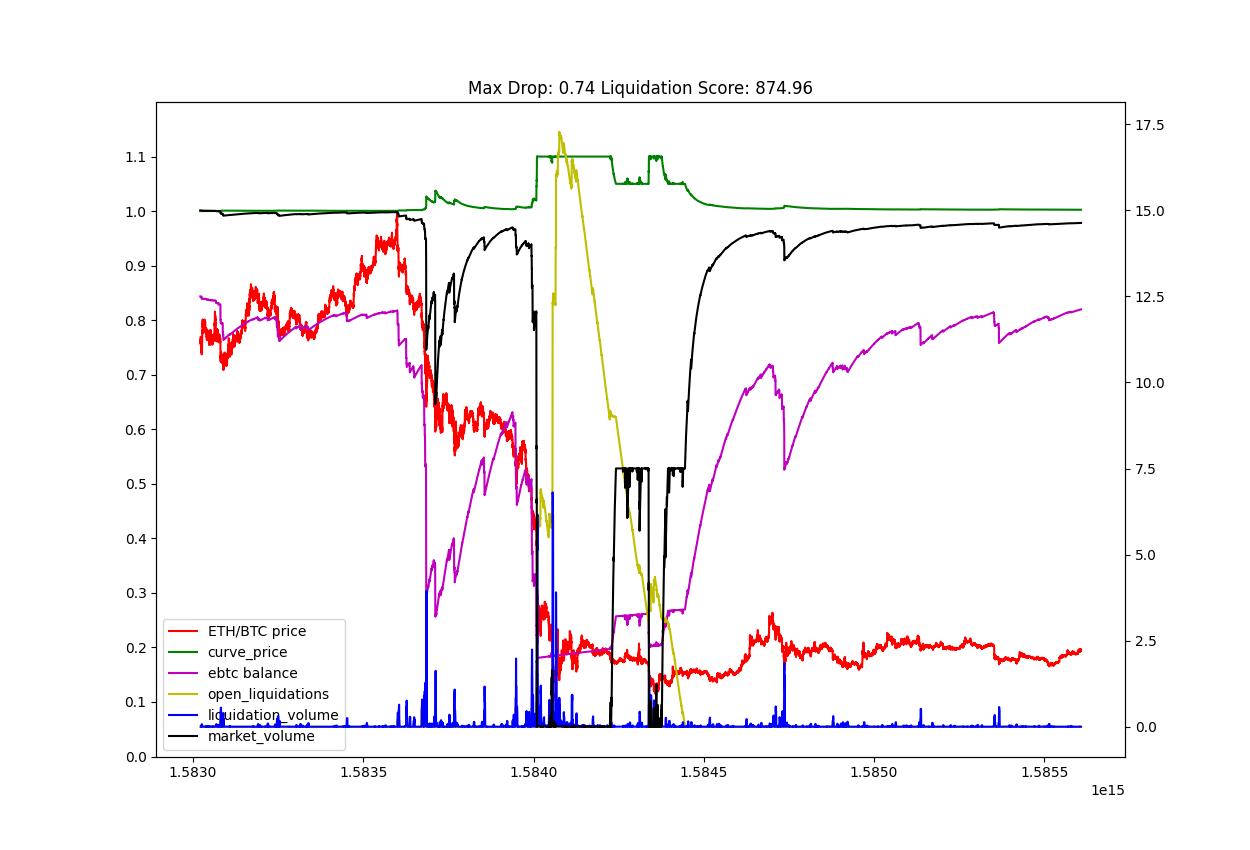 Max Drop: 0.74 Liquidation Score: 874.96
1.1
1.0
0.9
0.8
0.7
0.6
0.5
0.4
0.3
0.2
0.1
0.0
17.5
15.0
12.5
10.0
7.5
5.0
2.5
0.0
ETH/BTC price
curve_price
ebtc balance
open_liquidations
liquidation_volume
market_volume
1.5830 1.5835 1.5840 1.5845 1.5850 1.5855
1e15